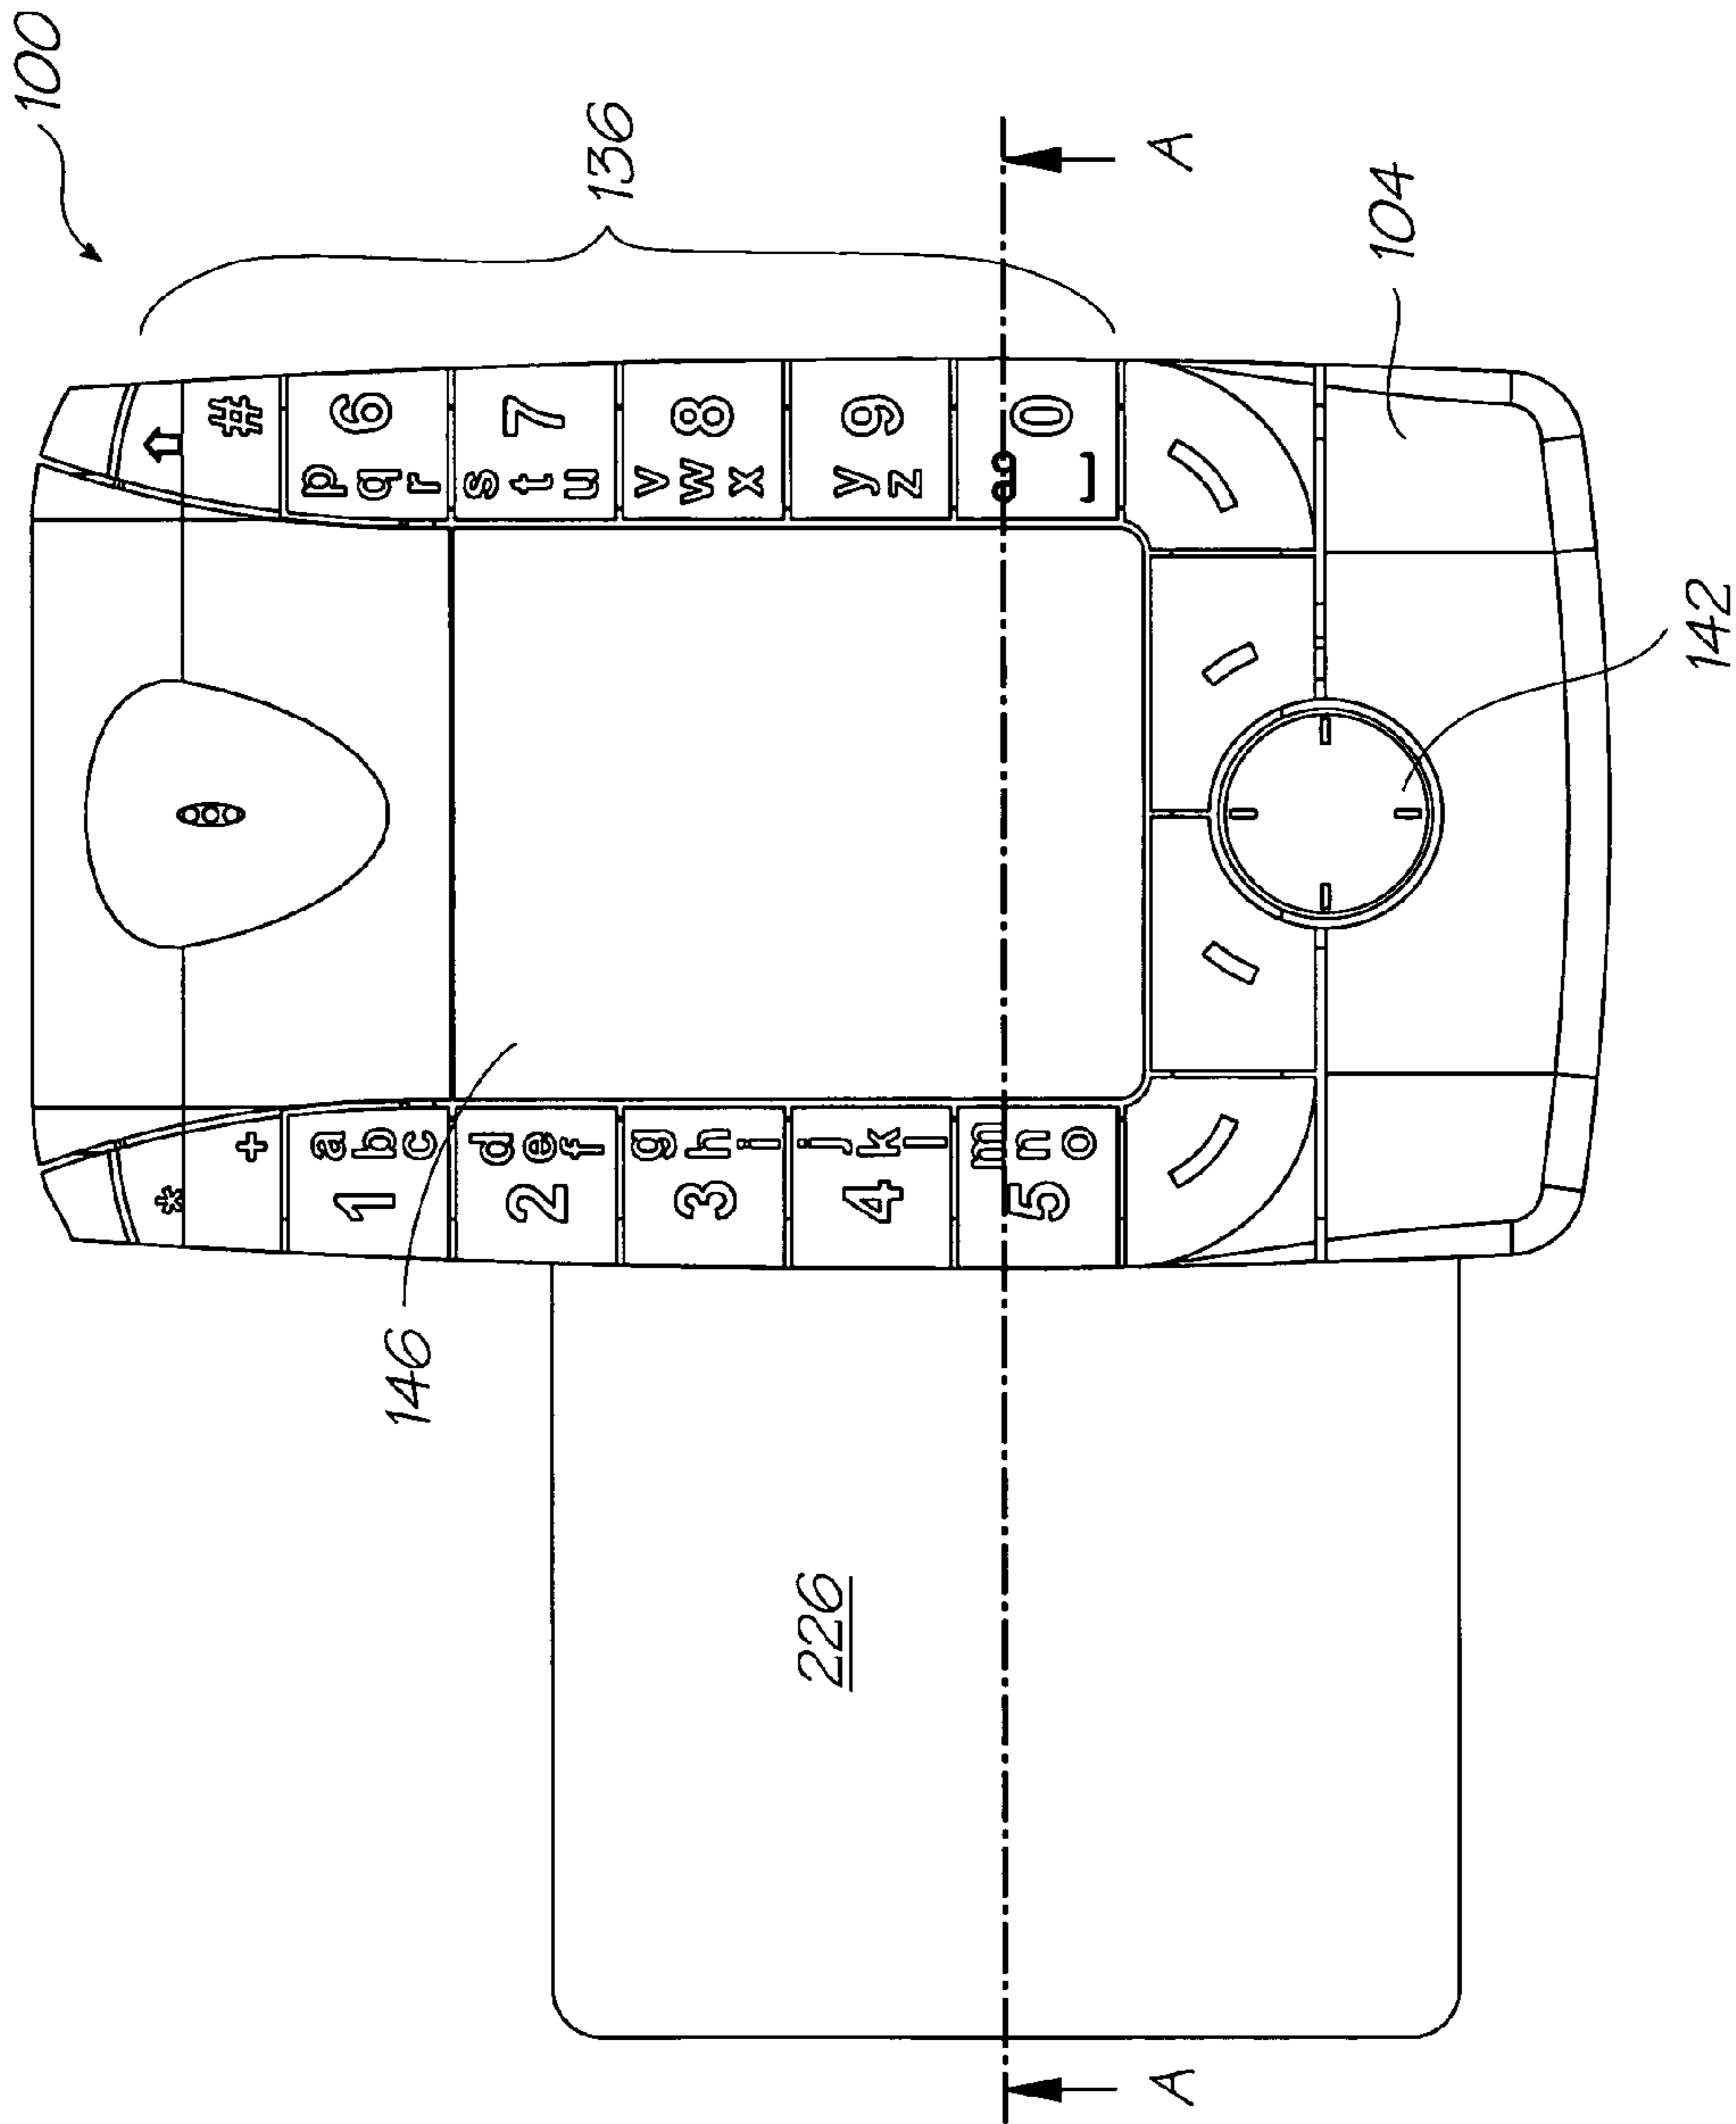 100
*
+ #
1 abc pqr 6
146
2 def stu 7
136
3 ghi vwx 8
226
4 jkl yz 9
5 mno 0
A A
104
142